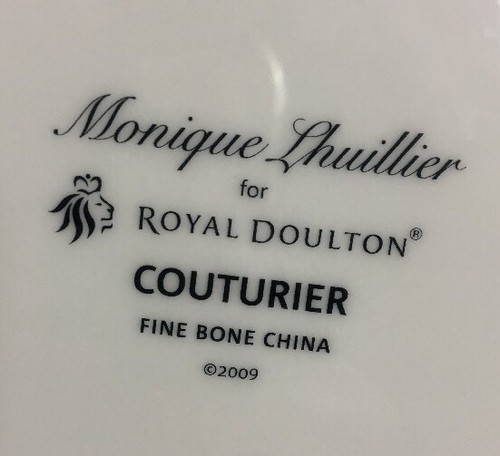 Monique Lhuillier
for
ROYAL DOULTON®
COUTURIER
FINE BONE CHINA
©2009